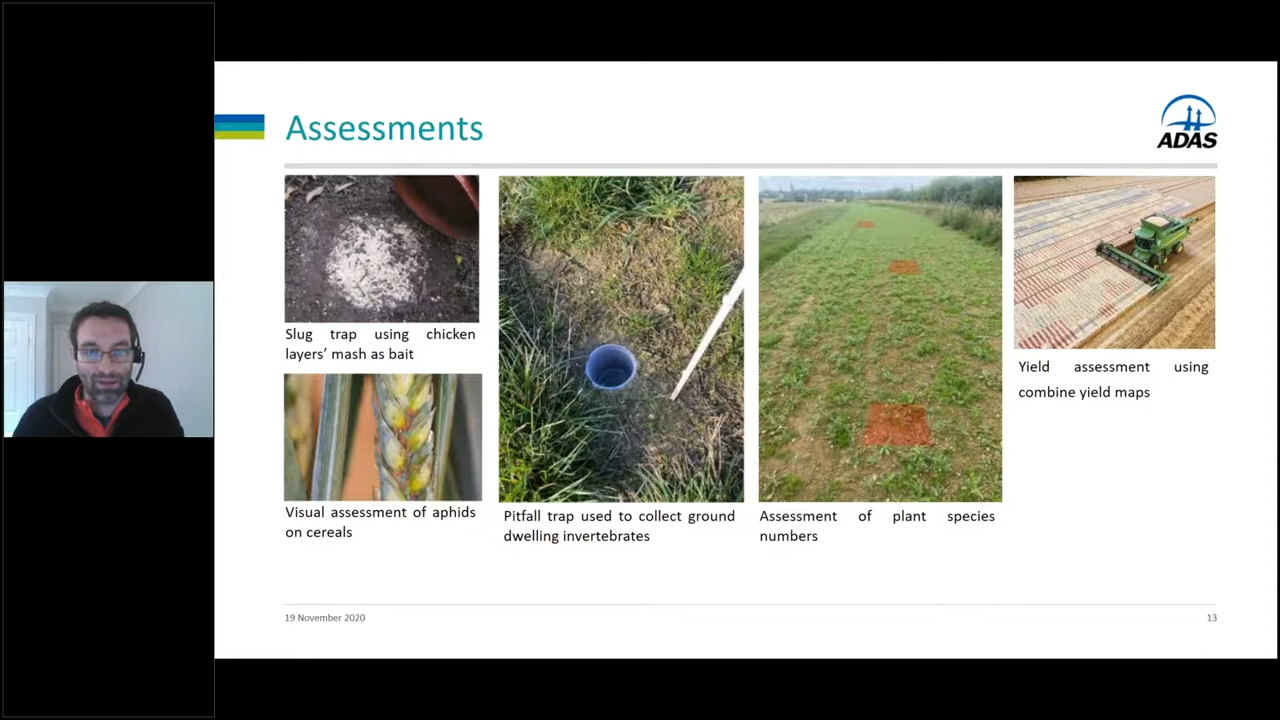 Assessments
ADAS
Slug trap using chicken
layers’ mash as bait
Visual assessment of aphids
on cereals
Pitfall trap used to collect ground
dwelling invertebrates
Assessment of plant species
numbers
Yield assessment using
combine yield maps
19 November 2020
13